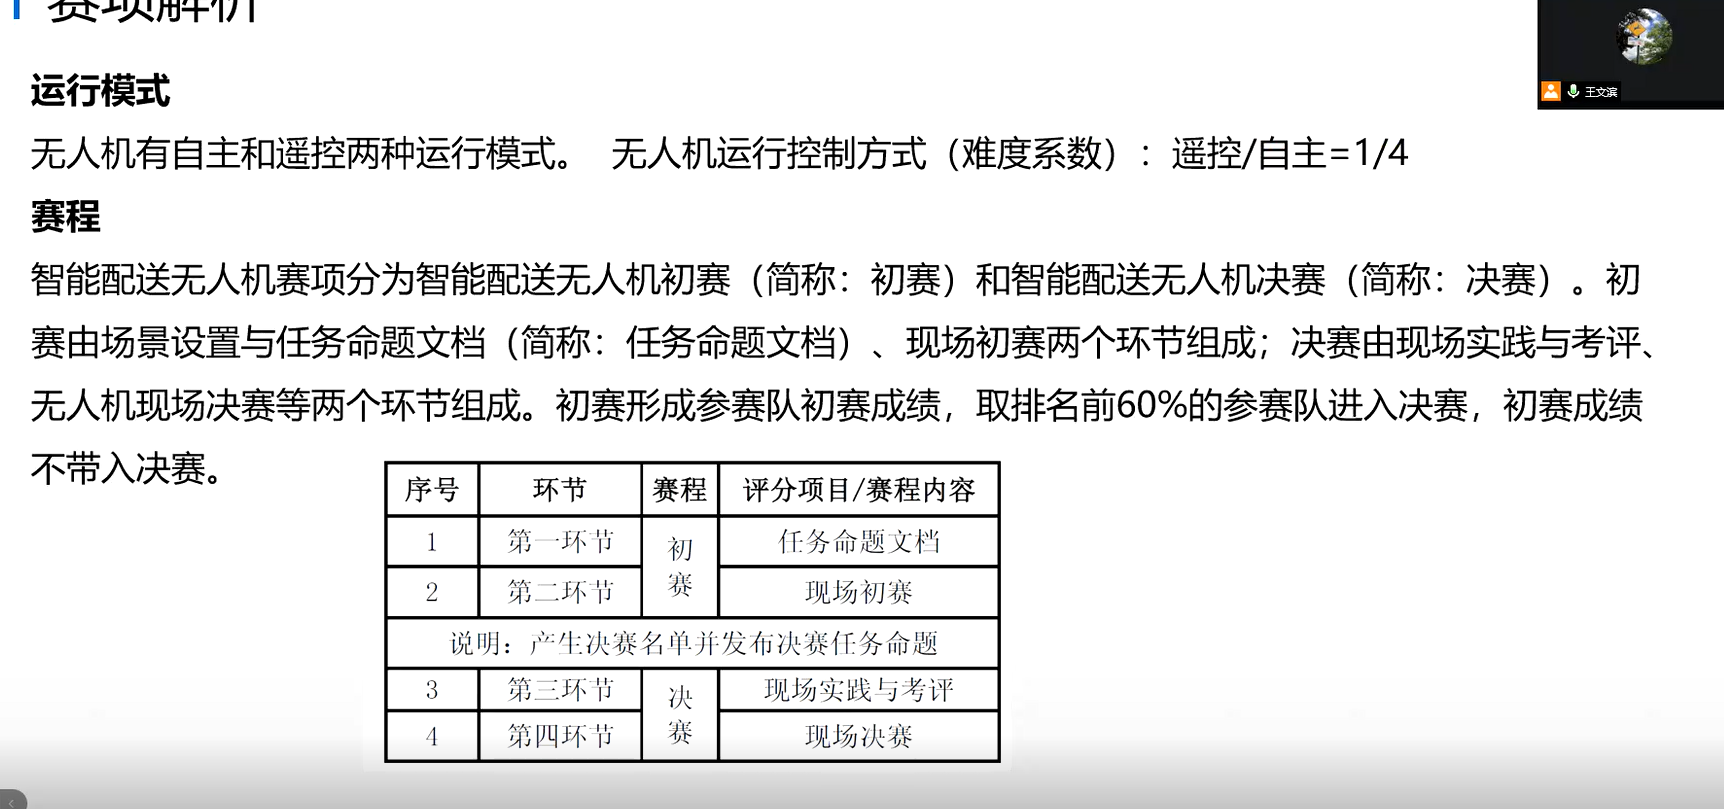 赛项解析
王文滨
运行模式
无人机有自主和遥控两种运行模式。 无人机运行控制方式（难度系数）：遥控/自主=1/4
赛程
智能配送无人机赛项分为智能配送无人机初赛（简称：初赛）和智能配送无人机决赛（简称：决赛）。初
赛由场景设置与任务命题文档（简称：任务命题文档）、现场初赛两个环节组成；决赛由现场实践与考评、
无人机现场决赛等两个环节组成。初赛形成参赛队初赛成绩，取排名前60%的参赛队进入决赛，初赛成绩
不带入决赛。
序号 环节 赛程 评分项目/赛程内容
1 第一环节 初赛 任务命题文档
2 第二环节 现场初赛
说明：产生决赛名单并发布决赛任务命题
3 第三环节 决赛 现场实践与考评
4 第四环节 现场决赛